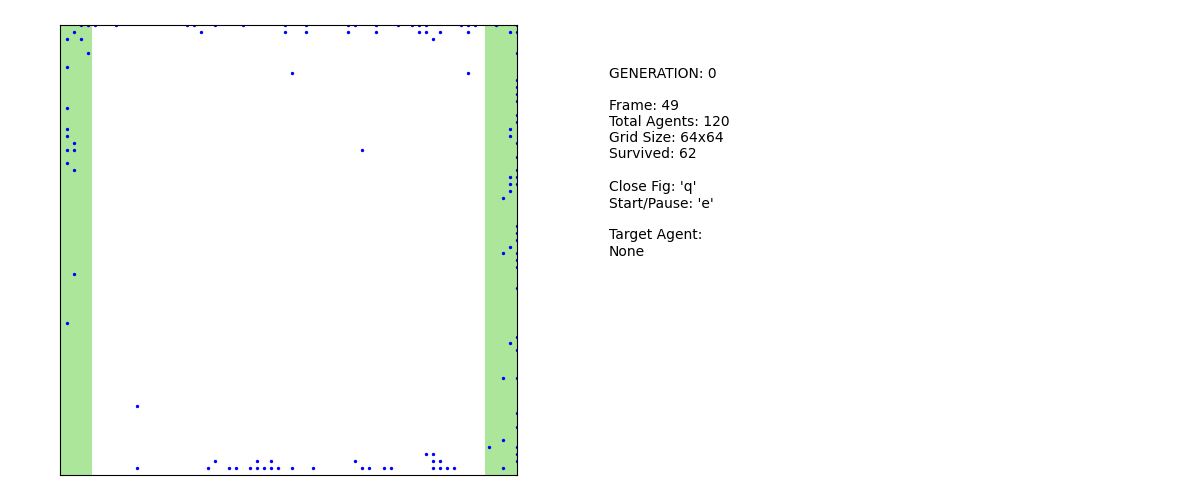 GENERATION: 0
Frame: 49
Total Agents: 120
Grid Size: 64x64
Survived: 62
Close Fig: 'q'
Start/Pause: 'e'
Target Agent:
None